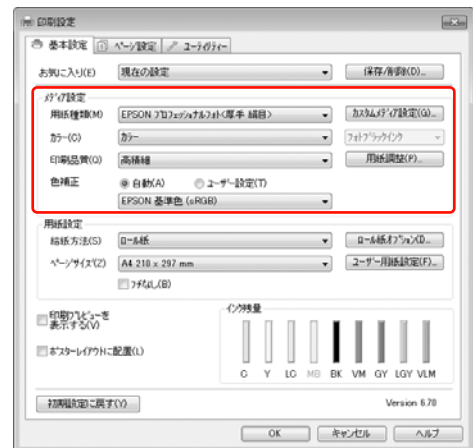 印刷設定
基本設定 ページ設定 ユーティリティー
お気に入り(E) 現在の設定 保存/削除(D)...
メディア設定
用紙種類(M) EPSON プロフェッショナルフォト<厚手 絹目> カスタムメディア設定(G)...
カラー(C) カラー フォトブラックインク
印刷品質(Q) 高精細 用紙調整(P)...
色補正 自動(A) ユーザー設定(T)
EPSON 基準色 (sRGB)
用紙設定
給紙方法(S) ロール紙 ロール紙オプション(I)...
ページサイズ(Z) A4 210 x 297 mm ユーザー用紙設定(F)...
フチなし(B)
印刷プレビューを
表示する(V)
インク残量
ポスターレイアウトに配置(L)
C Y LC MB BK VM GY LGY VLM
初期設定に戻す(Y) Version 6.70
OK キャンセル ヘルプ